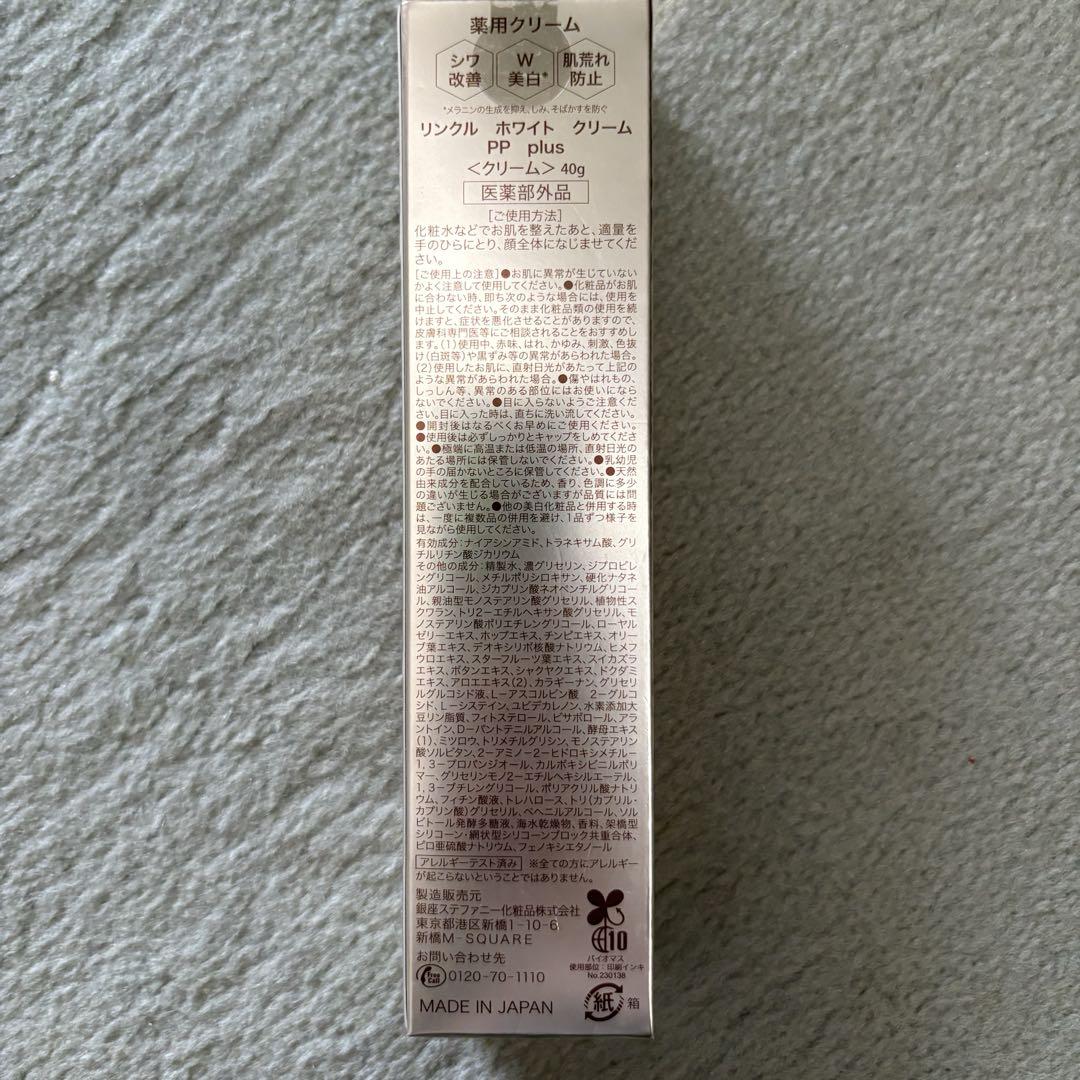 薬用クリーム
シワ
改善
W
美白*
肌荒れ
防止
*メラニンの生成を抑え、しみ、そばかすを防ぐ
リンクル ホワイト クリーム
PP plus
<クリーム> 40g
医薬部外品
[ご使用方法]
化粧水などでお肌を整えたあと、適量を
手のひらにとり、顔全体になじませてくだ
さい。
[ご使用上の注意]●お肌に異常が生じていない
かよく注意して使用してください。●化粧品がお肌
に合わない時、即ち次のような場合には、使用を
中止してください。そのまま化粧品類の使用を続
けますと、症状を悪化させることがありますので、
皮膚科専門医等にご相談されることをおすすめし
ます。(1)使用中、赤味、はれ、かゆみ、刺激、色抜
け(白斑等)や黒ずみ等の異常があらわれた場合。
(2)使用したお肌に、直射日光があたって上記の
ような異常があらわれた場合。●傷やはれもの、
しっしん等、異常のある部位にはお使いになら
ないでください。●目に入らないようご注意くだ
さい。目に入った時は、直ちに洗い流してください。
●開封後はなるべくお早めにご使用ください。
●使用後は必ずしっかりとキャップをしめてくださ
い。●極端に高温または低温の場所、直射日光の
あたる場所には保管しないでください。●乳幼児
の手の届かないところに保管してください。●天然
由来成分を配合しているため、香り、色調に多少
の違いが生じる場合がございますが品質には問
題ございません。●他の美白化粧品と併用する時
は、一度に複数品の併用を避け、1品ずつ様子を
見ながら使用してください。
有効成分:ナイアシンアミド、トラネキサム酸、グリ
チルリチン酸ジカリウム
その他の成分:精製水、濃グリセリン、ジプロピレ
ングリコール、メチルポリシロキサン、硬化ナタネ
油アルコール、ジカプリン酸ネオペンチルグリコー
ル、親油型モノステアリン酸グリセリル、植物性ス
クワラン、トリ2-エチルヘキサン酸グリセリル、モ
ノステアリン酸ポリエチレングリコール、ローヤル
ゼリーエキス、ホップエキス、チンピエキス、オリー
ブ葉エキス、デオキシリボ核酸ナトリウム、ヒメフ
ウロエキス、スターフルーツ葉エキス、スイカズラ
エキス、ボタンエキス、シャクヤクエキス、ドクダミ
エキス、アロエエキス(2)、カラギーナン、グリセリ
ルグルコシド液、L-アスコルビン酸 2-グルコ
シド、L-システイン、ユビデカレノン、水素添加大
豆リン脂質、フィトステロール、ビサボロール、アラ
ントイン、D-パントテニルアルコール、酵母エキス
(1)、ミツロウ、トリメチルグリシン、モノステアリン
酸ソルビタン、2-アミノ-2-ヒドロキシメチル-
1,3-プロパンジオール、カルボキシビニルポリ
マー、グリセリンモノ2-エチルヘキシルエーテル、
1,3-ブチレングリコール、ポリアクリル酸ナトリ
ウム、フィチン酸液、トレハロース、トリ(カプリル・
カプリン酸)グリセリル、ベヘニルアルコール、ソル
ビトール発酵多糖液、海水乾燥物、香料、架橋型
シリコーン・網状型シリコーンブロック共重合体、
ピロ亜硫酸ナトリウム、フェノキシエタノール
アレルギーテスト済み ※全ての方にアレルギー
が起こらないということではありません。
製造販売元
銀座ステファニー化粧品株式会社
東京都港区新橋1-10-6
新橋M-SQUARE
お問い合わせ先
Free Call 0120-70-1110
MADE IN JAPAN
10
バイオマス
使用部位:印刷インキ
No.230138
紙 箱